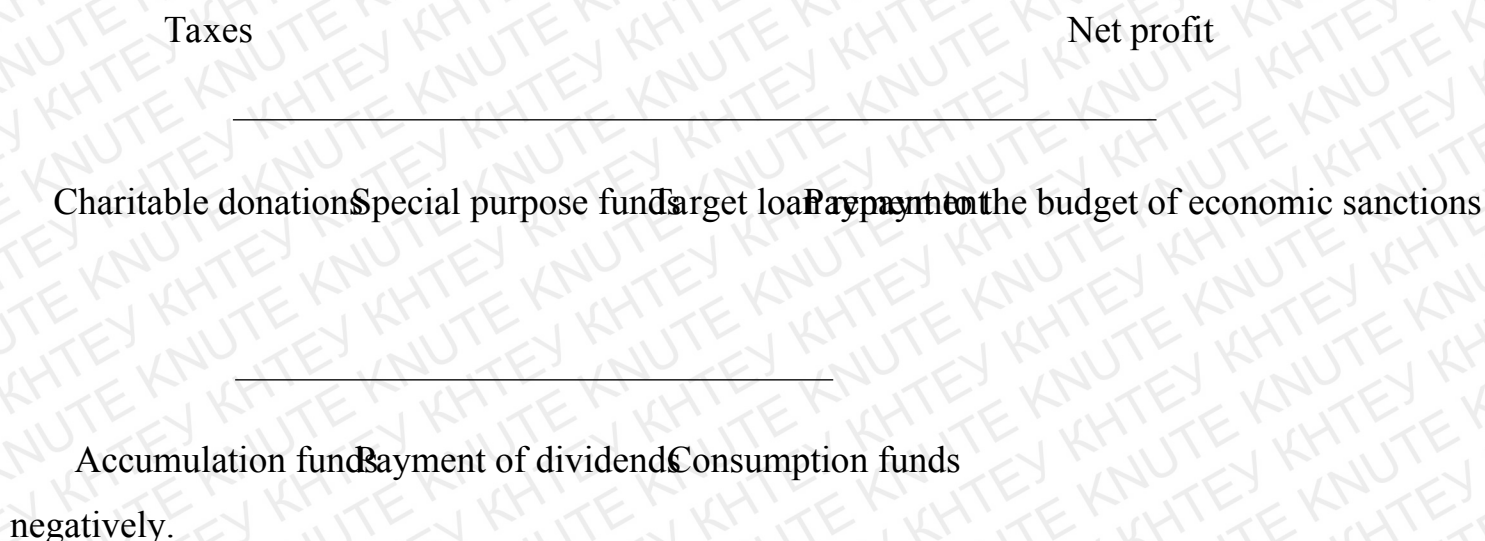 Taxes Net profit
Charitable donations Special purpose funds Target loan repayment Payment to the budget of economic sanctions
Accumulation funds Payment of dividends Consumption funds
negatively.